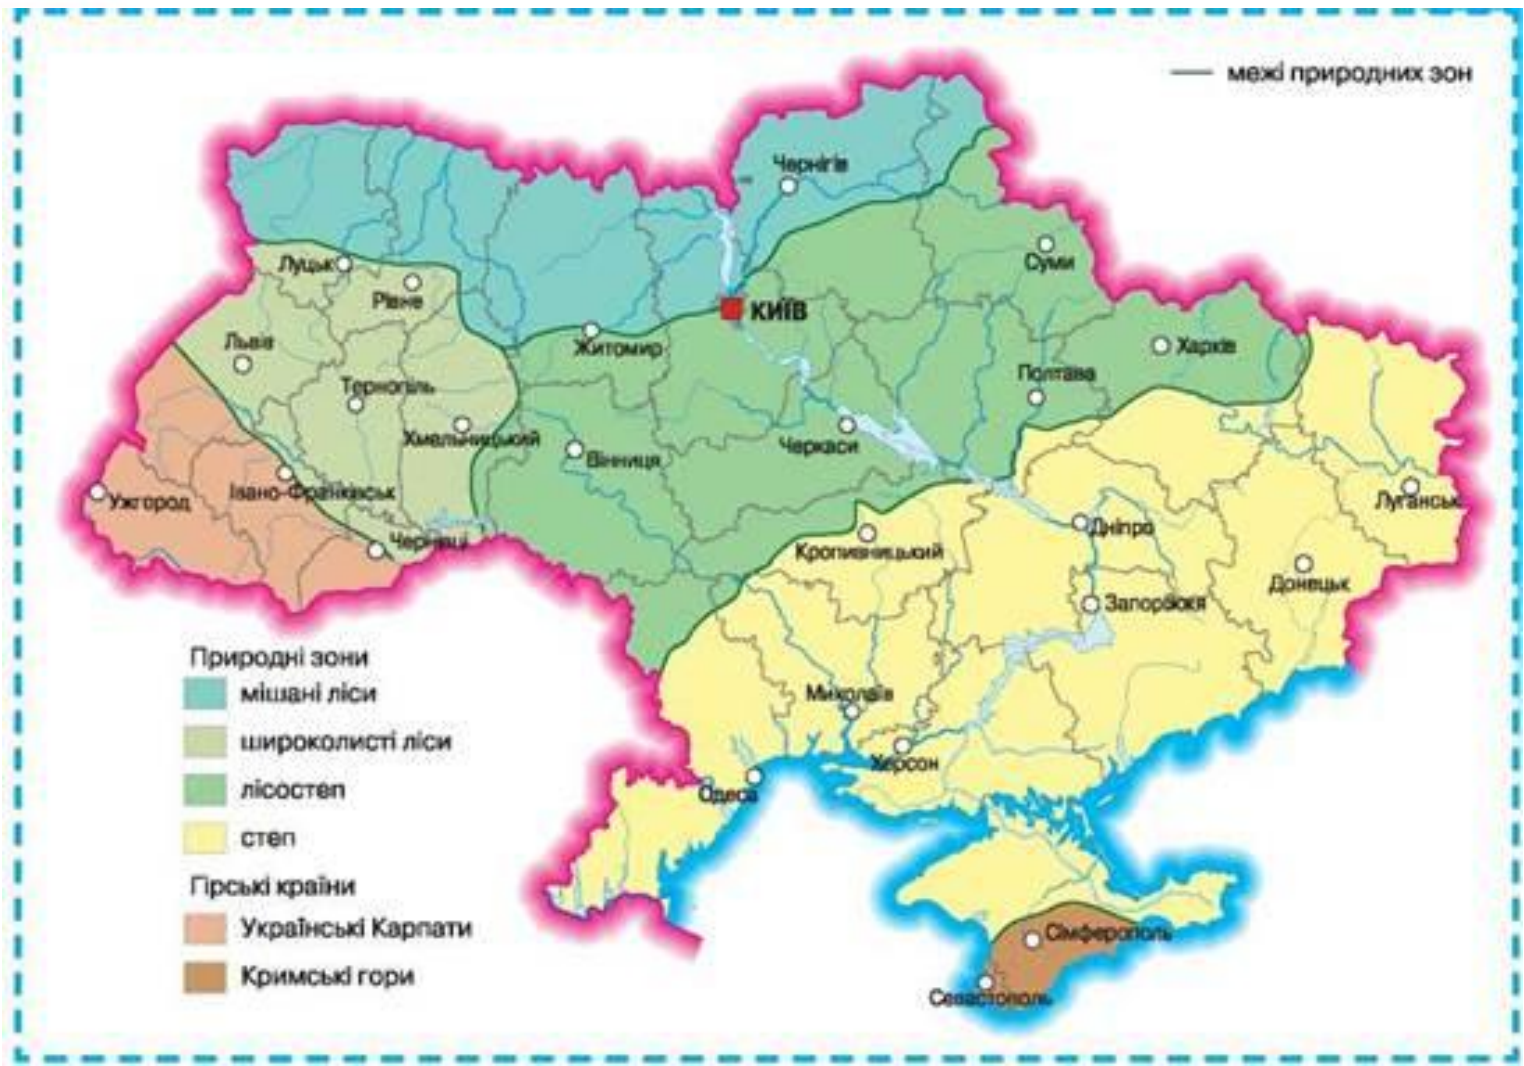 межі природних зон
Чернігів
Луцьк
Рівне
Суми
КИЇВ
Львів
Житомир
Харків
Тернопіль
Полтава
Хмельницький
Черкаси
Вінниця
Івано-Франківськ
Ужгород
Луганськ
Чернівці
Дніпро
Кропивницький
Донецьк
Запоріжжя
Природні зони
мішані ліси
широколисті ліси
лісостеп
степ
Миколаїв
Херсон
Одеса
Гірські країни
Українські Карпати
Кримські гори
Сімферополь
Севастополь